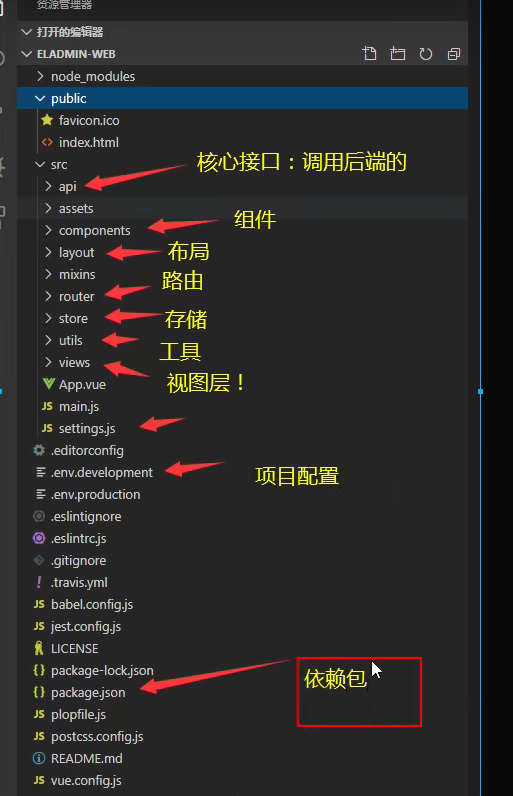 资源管理器
打开的编辑器
ELADMIN-WEB
node_modules
public
favicon.ico
index.html
src
核心接口：调用后端的
api
assets
组件
components
布局
layout
mixins
路由
router
存储
store
工具
utils
views
视图层！
App.vue
main.js
settings.js
.editorconfig
.env.development
项目配置
.env.production
.eslintignore
.eslintrc.js
.gitignore
.travis.yml
babel.config.js
jest.config.js
LICENSE
package-lock.json
依赖包
package.json
plopfile.js
postcss.config.js
README.md
vue.config.js